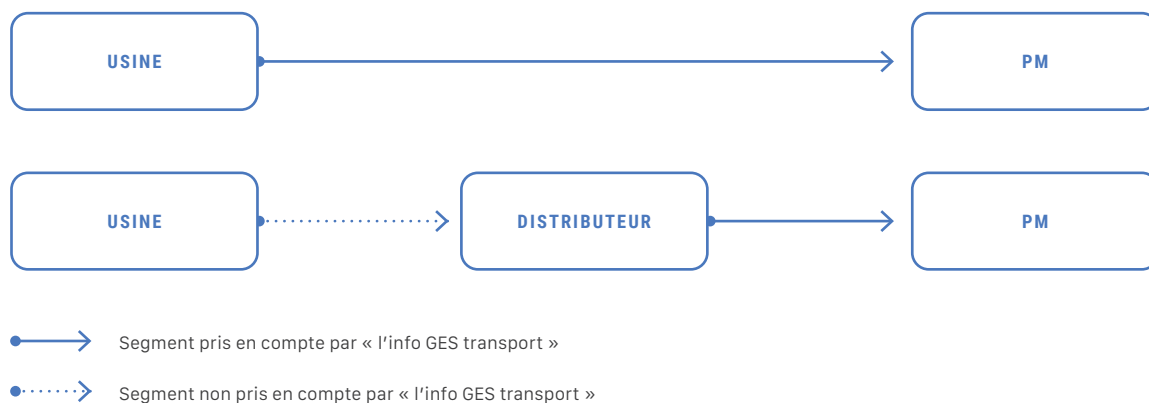 USINE
PM
USINE
DISTRIBUTEUR
PM
Segment pris en compte par « l'info GES transport »
Segment non pris en compte par « l'info GES transport »